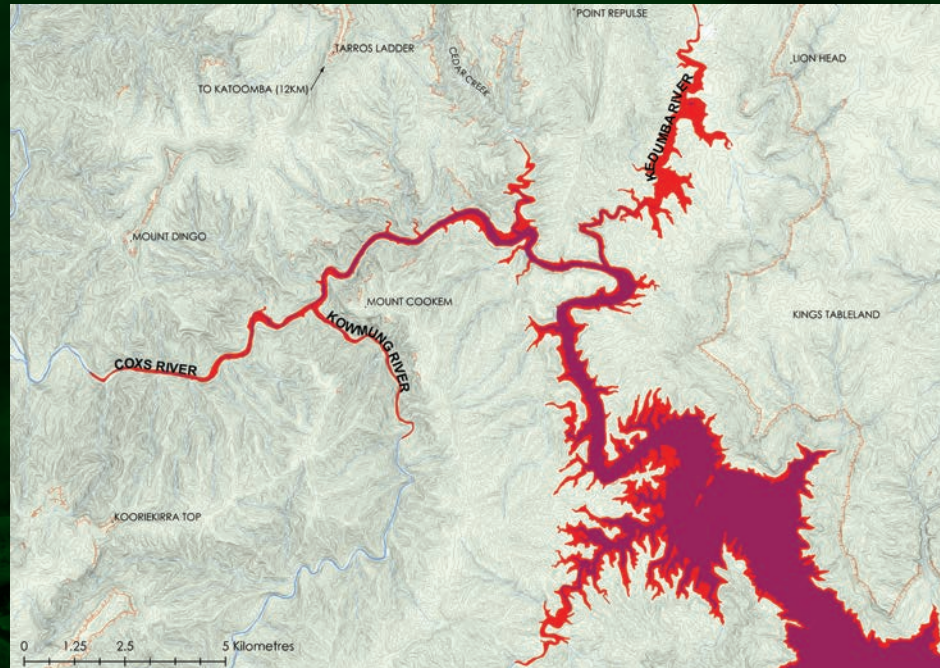 POINT REPULSE
TARROS LADDER
CEDAR CREEK
LION HEAD
TO KATOOMBA (12KM)
KEDUMBA RIVER
MOUNT DINGO
MOUNT COOKEM
KINGS TABLELAND
KOWMUNG RIVER
COXS RIVER
KOORIEKIRRA TOP
0 1.25 2.5 5 Kilometres